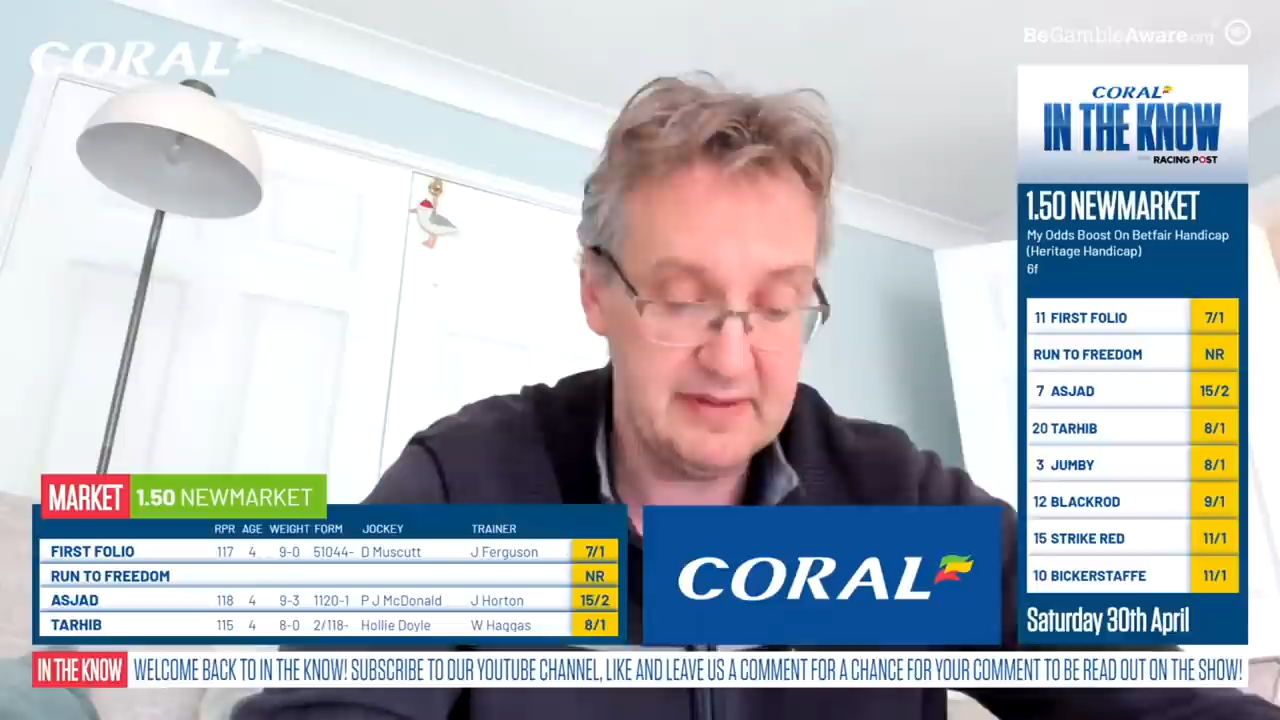 CORAL
BeGambleAware.org 18+
CORAL
IN THE KNOW
RACING POST
1.50 NEWMARKET
My Odds Boost On Betfair Handicap
(Heritage Handicap)
6f
11 FIRST FOLIO 7/1
RUN TO FREEDOM NR
7 ASJAD 15/2
20 TARHIB 8/1
3 JUMBY 8/1
12 BLACKROD 9/1
15 STRIKE RED 11/1
10 BICKERSTAFFE 11/1
Saturday 30th April
MARKET 1.50 NEWMARKET
RPR AGE WEIGHT FORM JOCKEY TRAINER
FIRST FOLIO 117 4 9-0 51044- D Muscutt J Ferguson 7/1
RUN TO FREEDOM NR
ASJAD 118 4 9-3 1120-1 P J McDonald J Horton 15/2
TARHIB 115 4 8-0 2/118- Hollie Doyle W Haggas 8/1
CORAL
IN THE KNOW WELCOME BACK TO IN THE KNOW! SUBSCRIBE TO OUR YOUTUBE CHANNEL, LIKE AND LEAVE US A COMMENT FOR A CHANCE FOR YOUR COMMENT TO BE READ OUT ON THE SHOW!